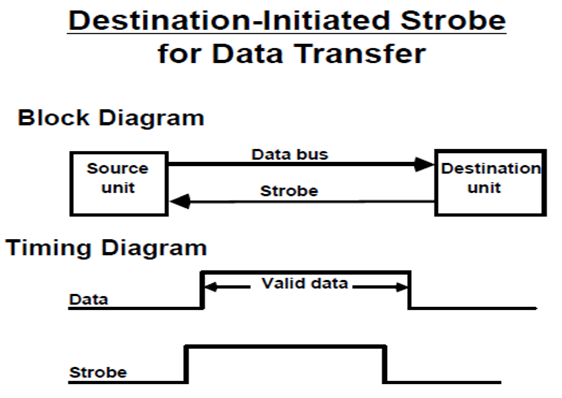 Destination-Initiated Strobe
for Data Transfer
Block Diagram
Source
unit
Data bus
Strobe
Destination
unit
Timing Diagram
Valid data
Data
Strobe